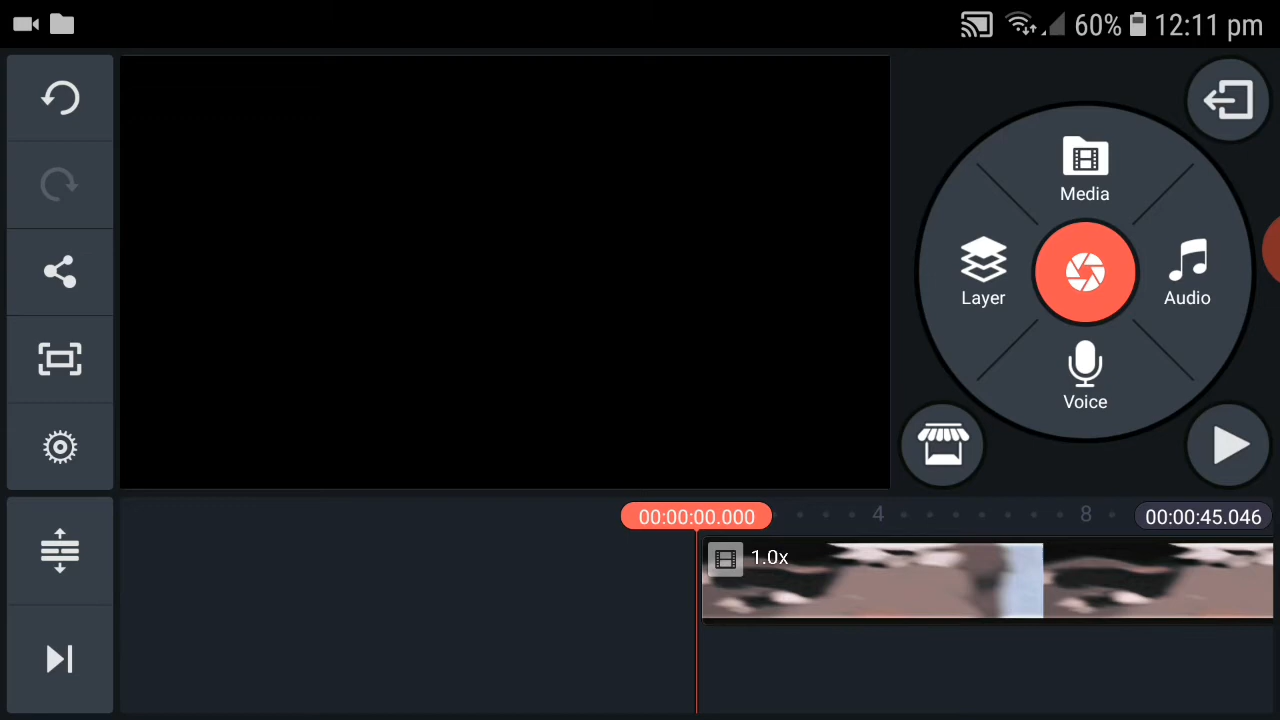 60% 12:11 pm
Media
Layer
Audio
Voice
00:00:00.000
4
8
00:00:45.046
1.0x